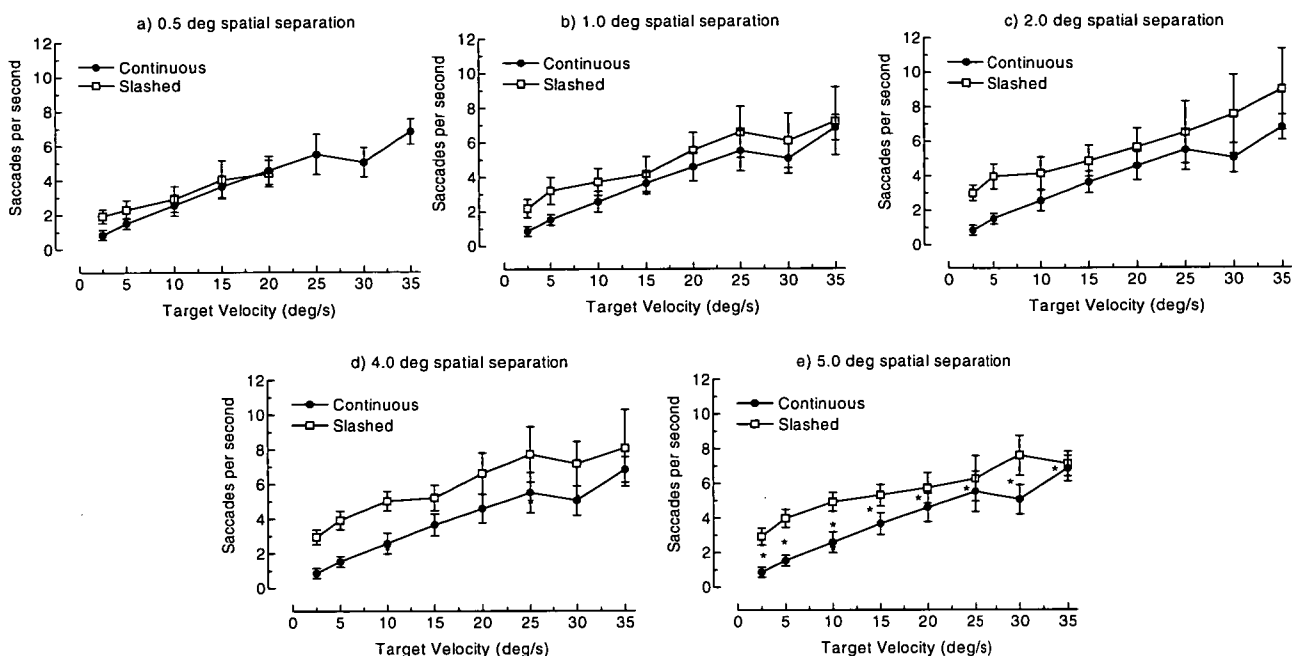 a) 0.5 deg spatial separation
12
10
8
6
4
2
0
Saccades per second
Continuous
Slashed
0 5 10 15 20 25 30 35
Target Velocity (deg/s)
b) 1.0 deg spatial separation
12
10
8
6
4
2
0
Saccades per second
Continuous
Slashed
0 5 10 15 20 25 30 35
Target Velocity (deg/s)
c) 2.0 deg spatial separation
12
10
8
6
4
2
0
Saccades per second
Continuous
Slashed
0 5 10 15 20 25 30 35
Target Velocity (deg/s)
d) 4.0 deg spatial separation
12
10
8
6
4
2
0
Saccades per second
Continuous
Slashed
0 5 10 15 20 25 30 35
Target Velocity (deg/s)
e) 5.0 deg spatial separation
12
10
8
6
4
2
0
Saccades per second
Continuous
Slashed
0 5 10 15 20 25 30 35
Target Velocity (deg/s)